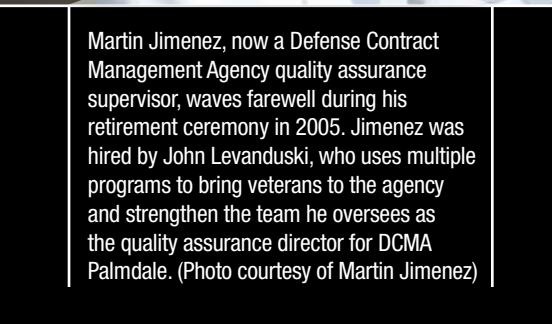 Martin Jimenez, now a Defense Contract
Management Agency quality assurance
supervisor, waves farewell during his
retirement ceremony in 2005. Jimenez was
hired by John Levanduski, who uses multiple
programs to bring veterans to the agency
and strengthen the team he oversees as
the quality assurance director for DCMA
Palmdale. (Photo courtesy of Martin Jimenez)